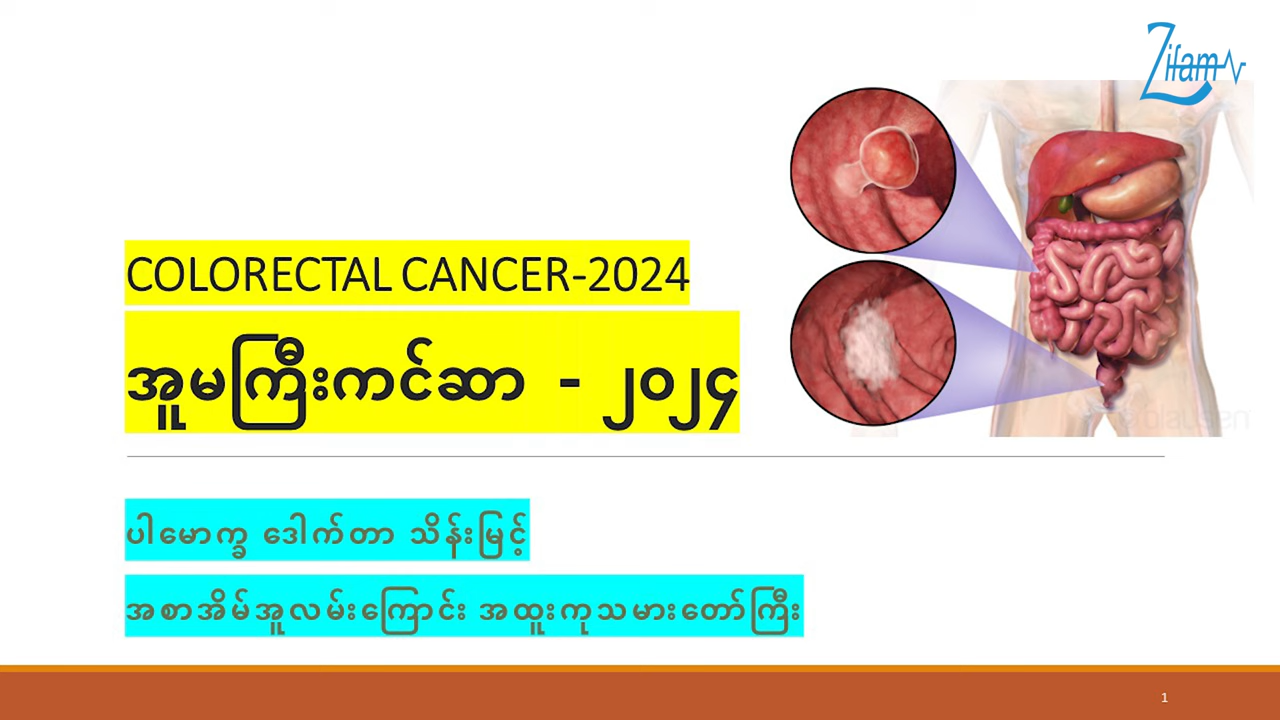 Zifam
COLORECTAL CANCER-2024
အူမကြီးကင်ဆာ - ၂၀၂၄
ပါမောက္ခ ဒေါက်တာ သိန်းမြင့်
အစာအိမ်အူလမ်းကြောင်း အထူးကုသမားတော်ကြီး
1